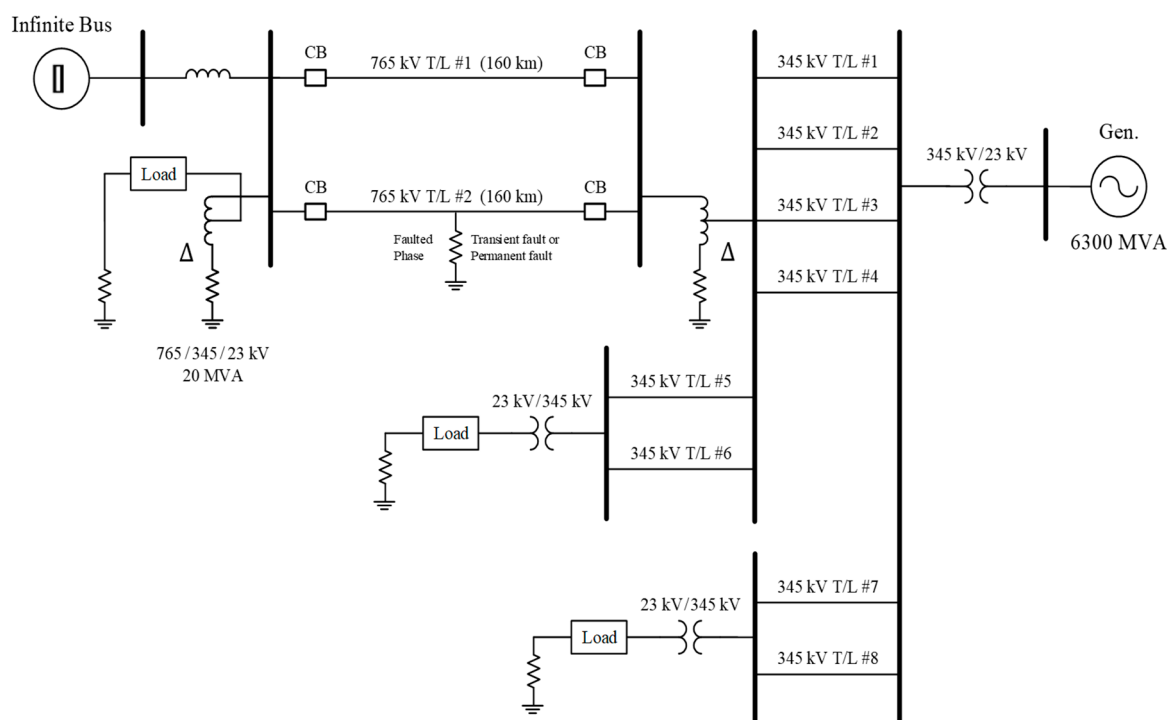 Infinite Bus
CB
765 kV T/L #1 (160 km)
CB
345 kV T/L #1
345 kV T/L #2
Gen.
345 kV/23 kV
6300 MVA
Load
CB
765 kV T/L #2 (160 km)
CB
345 kV T/L #3
Faulted
Phase
Transient fault or
Permanent fault
Δ
Δ
345 kV T/L #4
765/345/23 kV
20 MVA
345 kV T/L #5
23 kV/345 kV
Load
345 kV T/L #6
345 kV T/L #7
23 kV/345 kV
Load
345 kV T/L #8